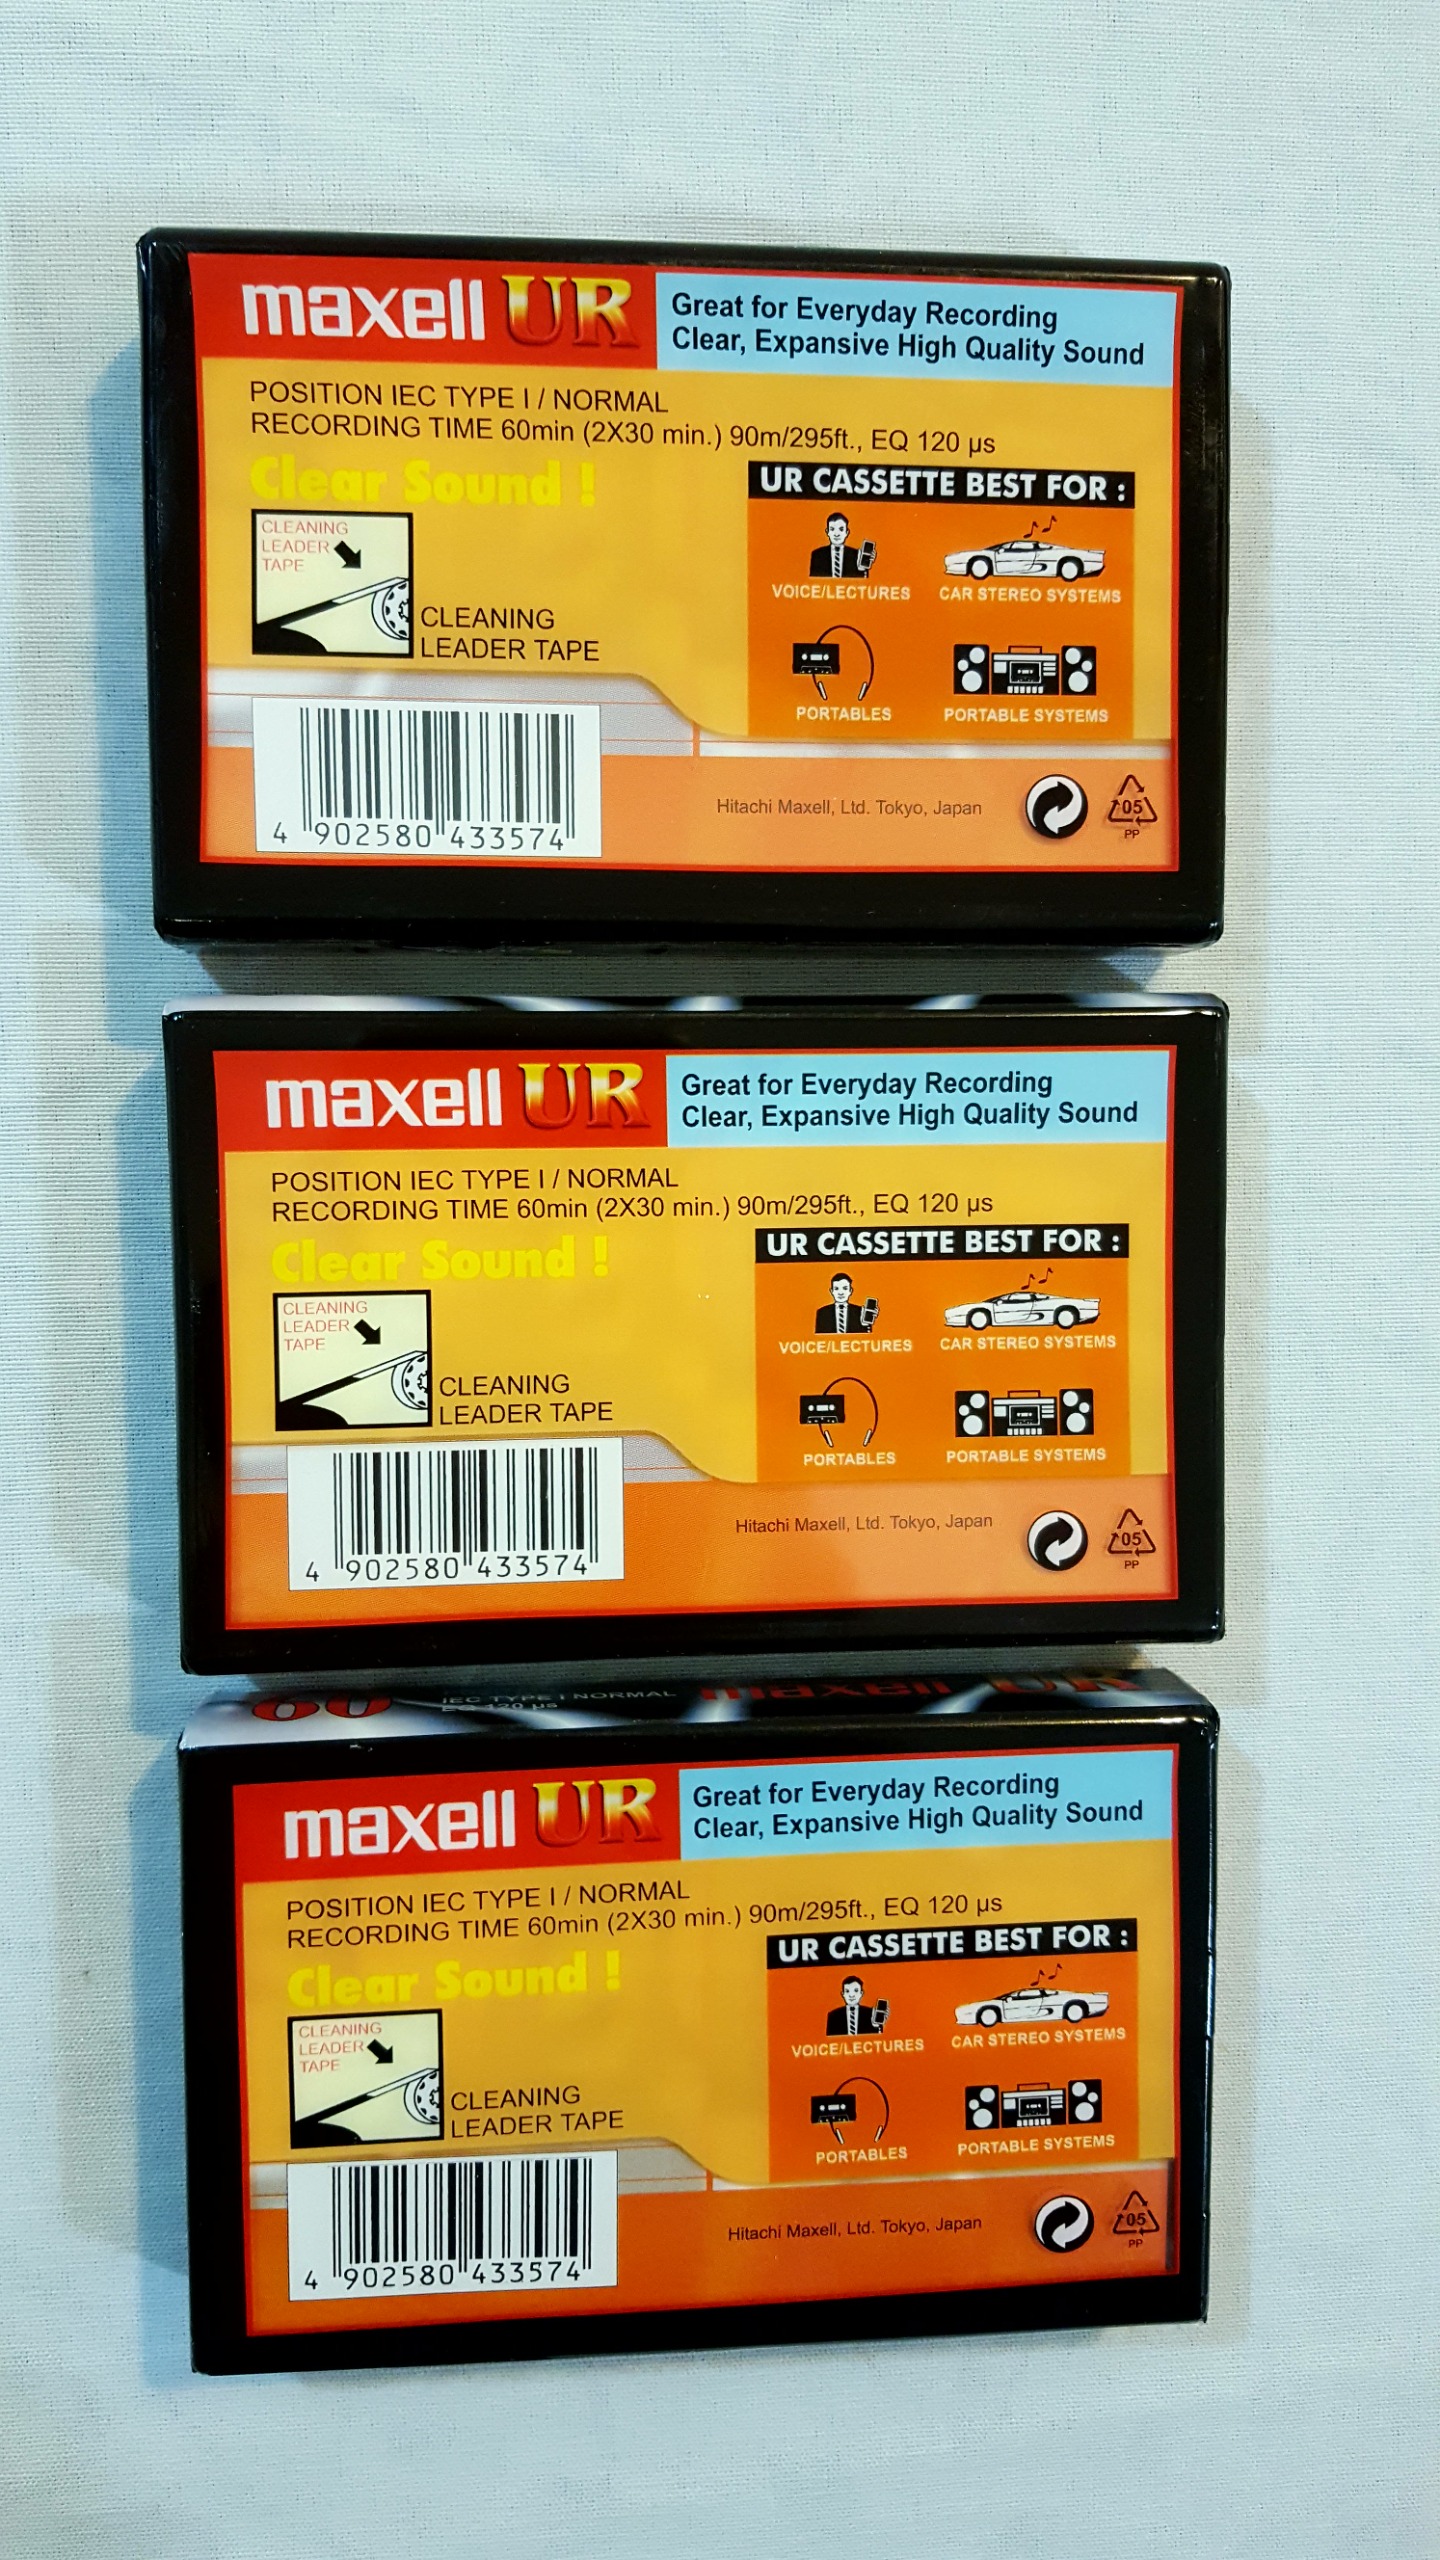 maxell UR
Great for Everyday Recording
Clear, Expansive High Quality Sound
POSITION IEC TYPE I / NORMAL
RECORDING TIME 60min (2X30 min.) 90m/295ft., EQ 120 µs
Clear Sound !
CLEANING
LEADER
TAPE
CLEANING
LEADER TAPE
UR CASSETTE BEST FOR :
VOICE/LECTURES CAR STEREO SYSTEMS
PORTABLES PORTABLE SYSTEMS
4 902580 433574
Hitachi Maxell, Ltd. Tokyo, Japan
05
PP
maxell UR
Great for Everyday Recording
Clear, Expansive High Quality Sound
POSITION IEC TYPE I / NORMAL
RECORDING TIME 60min (2X30 min.) 90m/295ft., EQ 120 µs
Clear Sound !
CLEANING
LEADER
TAPE
CLEANING
LEADER TAPE
UR CASSETTE BEST FOR :
VOICE/LECTURES CAR STEREO SYSTEMS
PORTABLES PORTABLE SYSTEMS
4 902580 433574
Hitachi Maxell, Ltd. Tokyo, Japan
05
PP
60 IEC TYPE I NORMAL maxell UR
EQ 120 µs
maxell UR
Great for Everyday Recording
Clear, Expansive High Quality Sound
POSITION IEC TYPE I / NORMAL
RECORDING TIME 60min (2X30 min.) 90m/295ft., EQ 120 µs
Clear Sound !
CLEANING
LEADER
TAPE
CLEANING
LEADER TAPE
UR CASSETTE BEST FOR :
VOICE/LECTURES CAR STEREO SYSTEMS
PORTABLES PORTABLE SYSTEMS
4 902580 433574
Hitachi Maxell, Ltd. Tokyo, Japan
05
PP